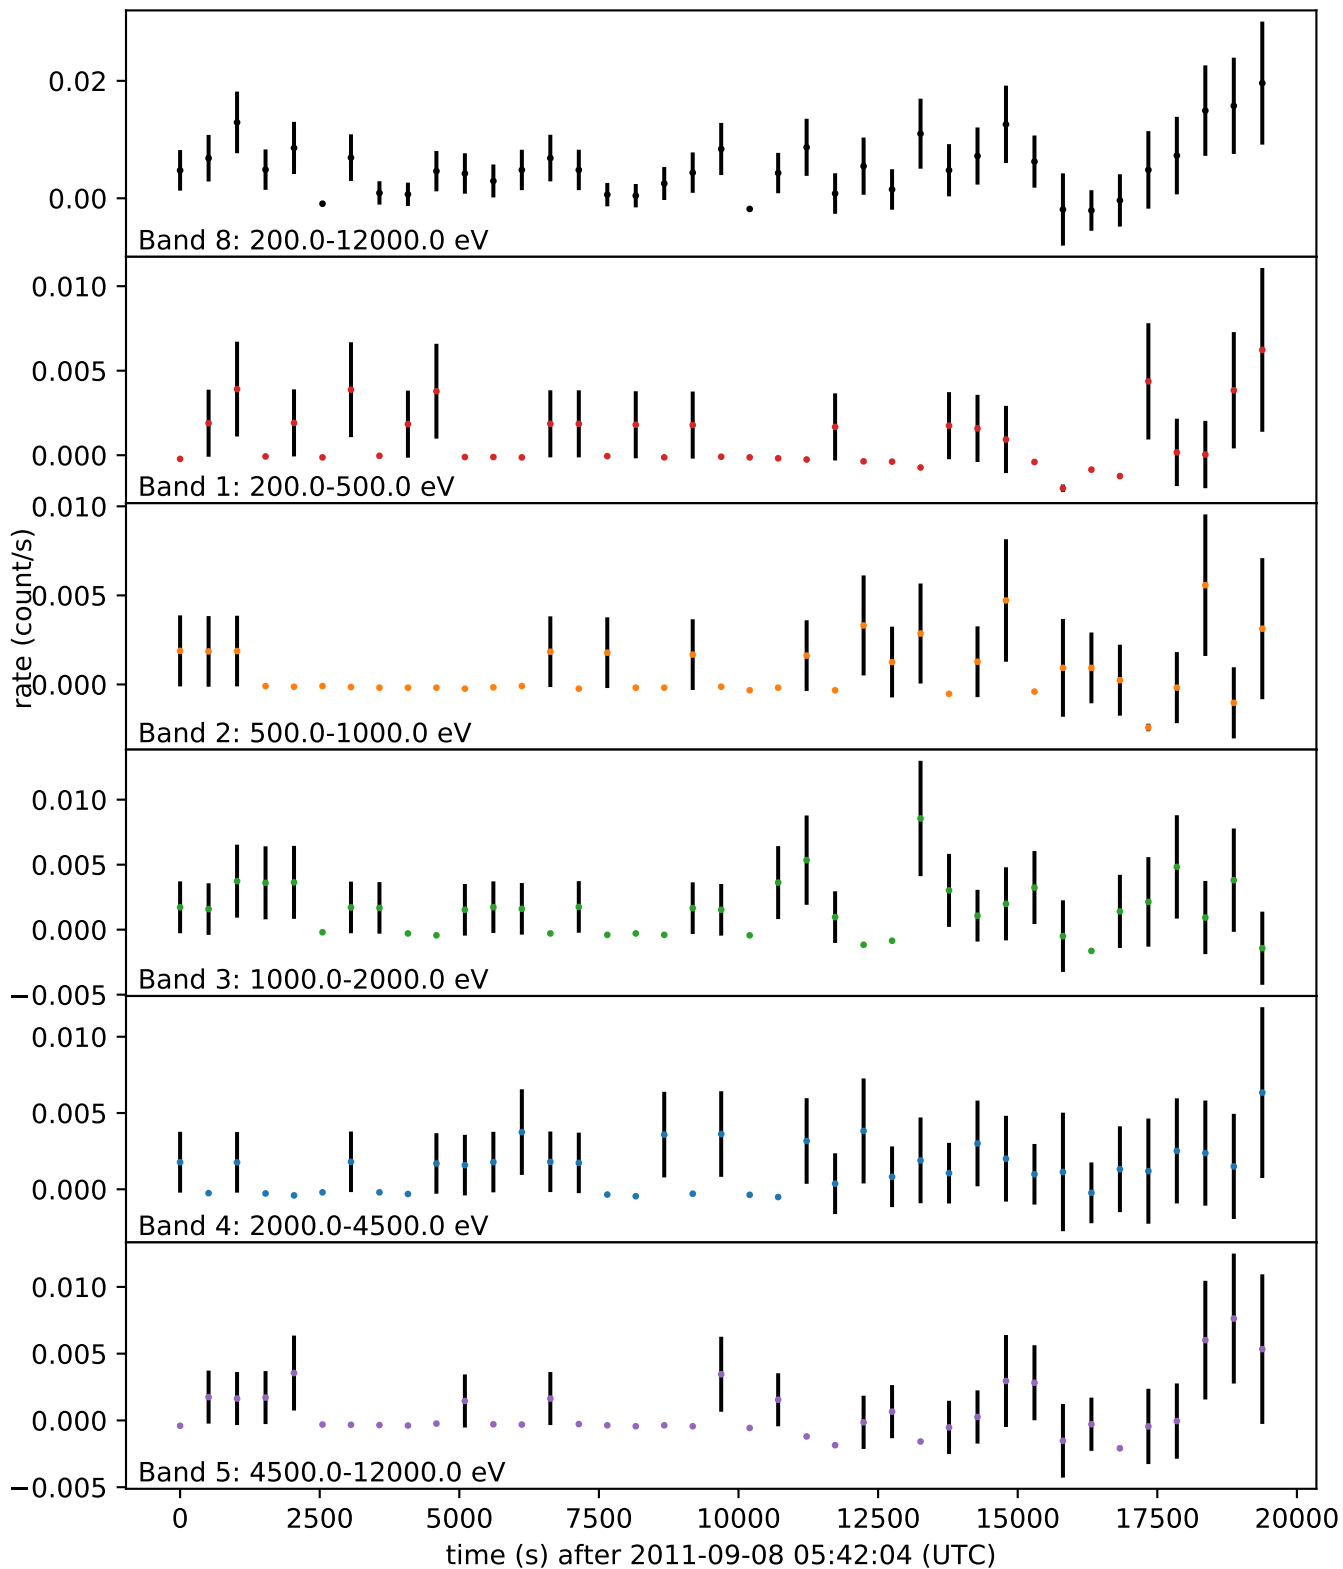 0.02
0.00
Band 8: 200.0-12000.0 eV
0.010
0.005
0.000
Band 1: 200.0-500.0 eV
0.010
0.005
0.000
Band 2: 500.0-1000.0 eV
rate (count/s)
0.010
0.005
0.000
−0.005
Band 3: 1000.0-2000.0 eV
0.010
0.005
0.000
Band 4: 2000.0-4500.0 eV
0.010
0.005
0.000
−0.005
Band 5: 4500.0-12000.0 eV
0 2500 5000 7500 10000 12500 15000 17500 20000
time (s) after 2011-09-08 05:42:04 (UTC)